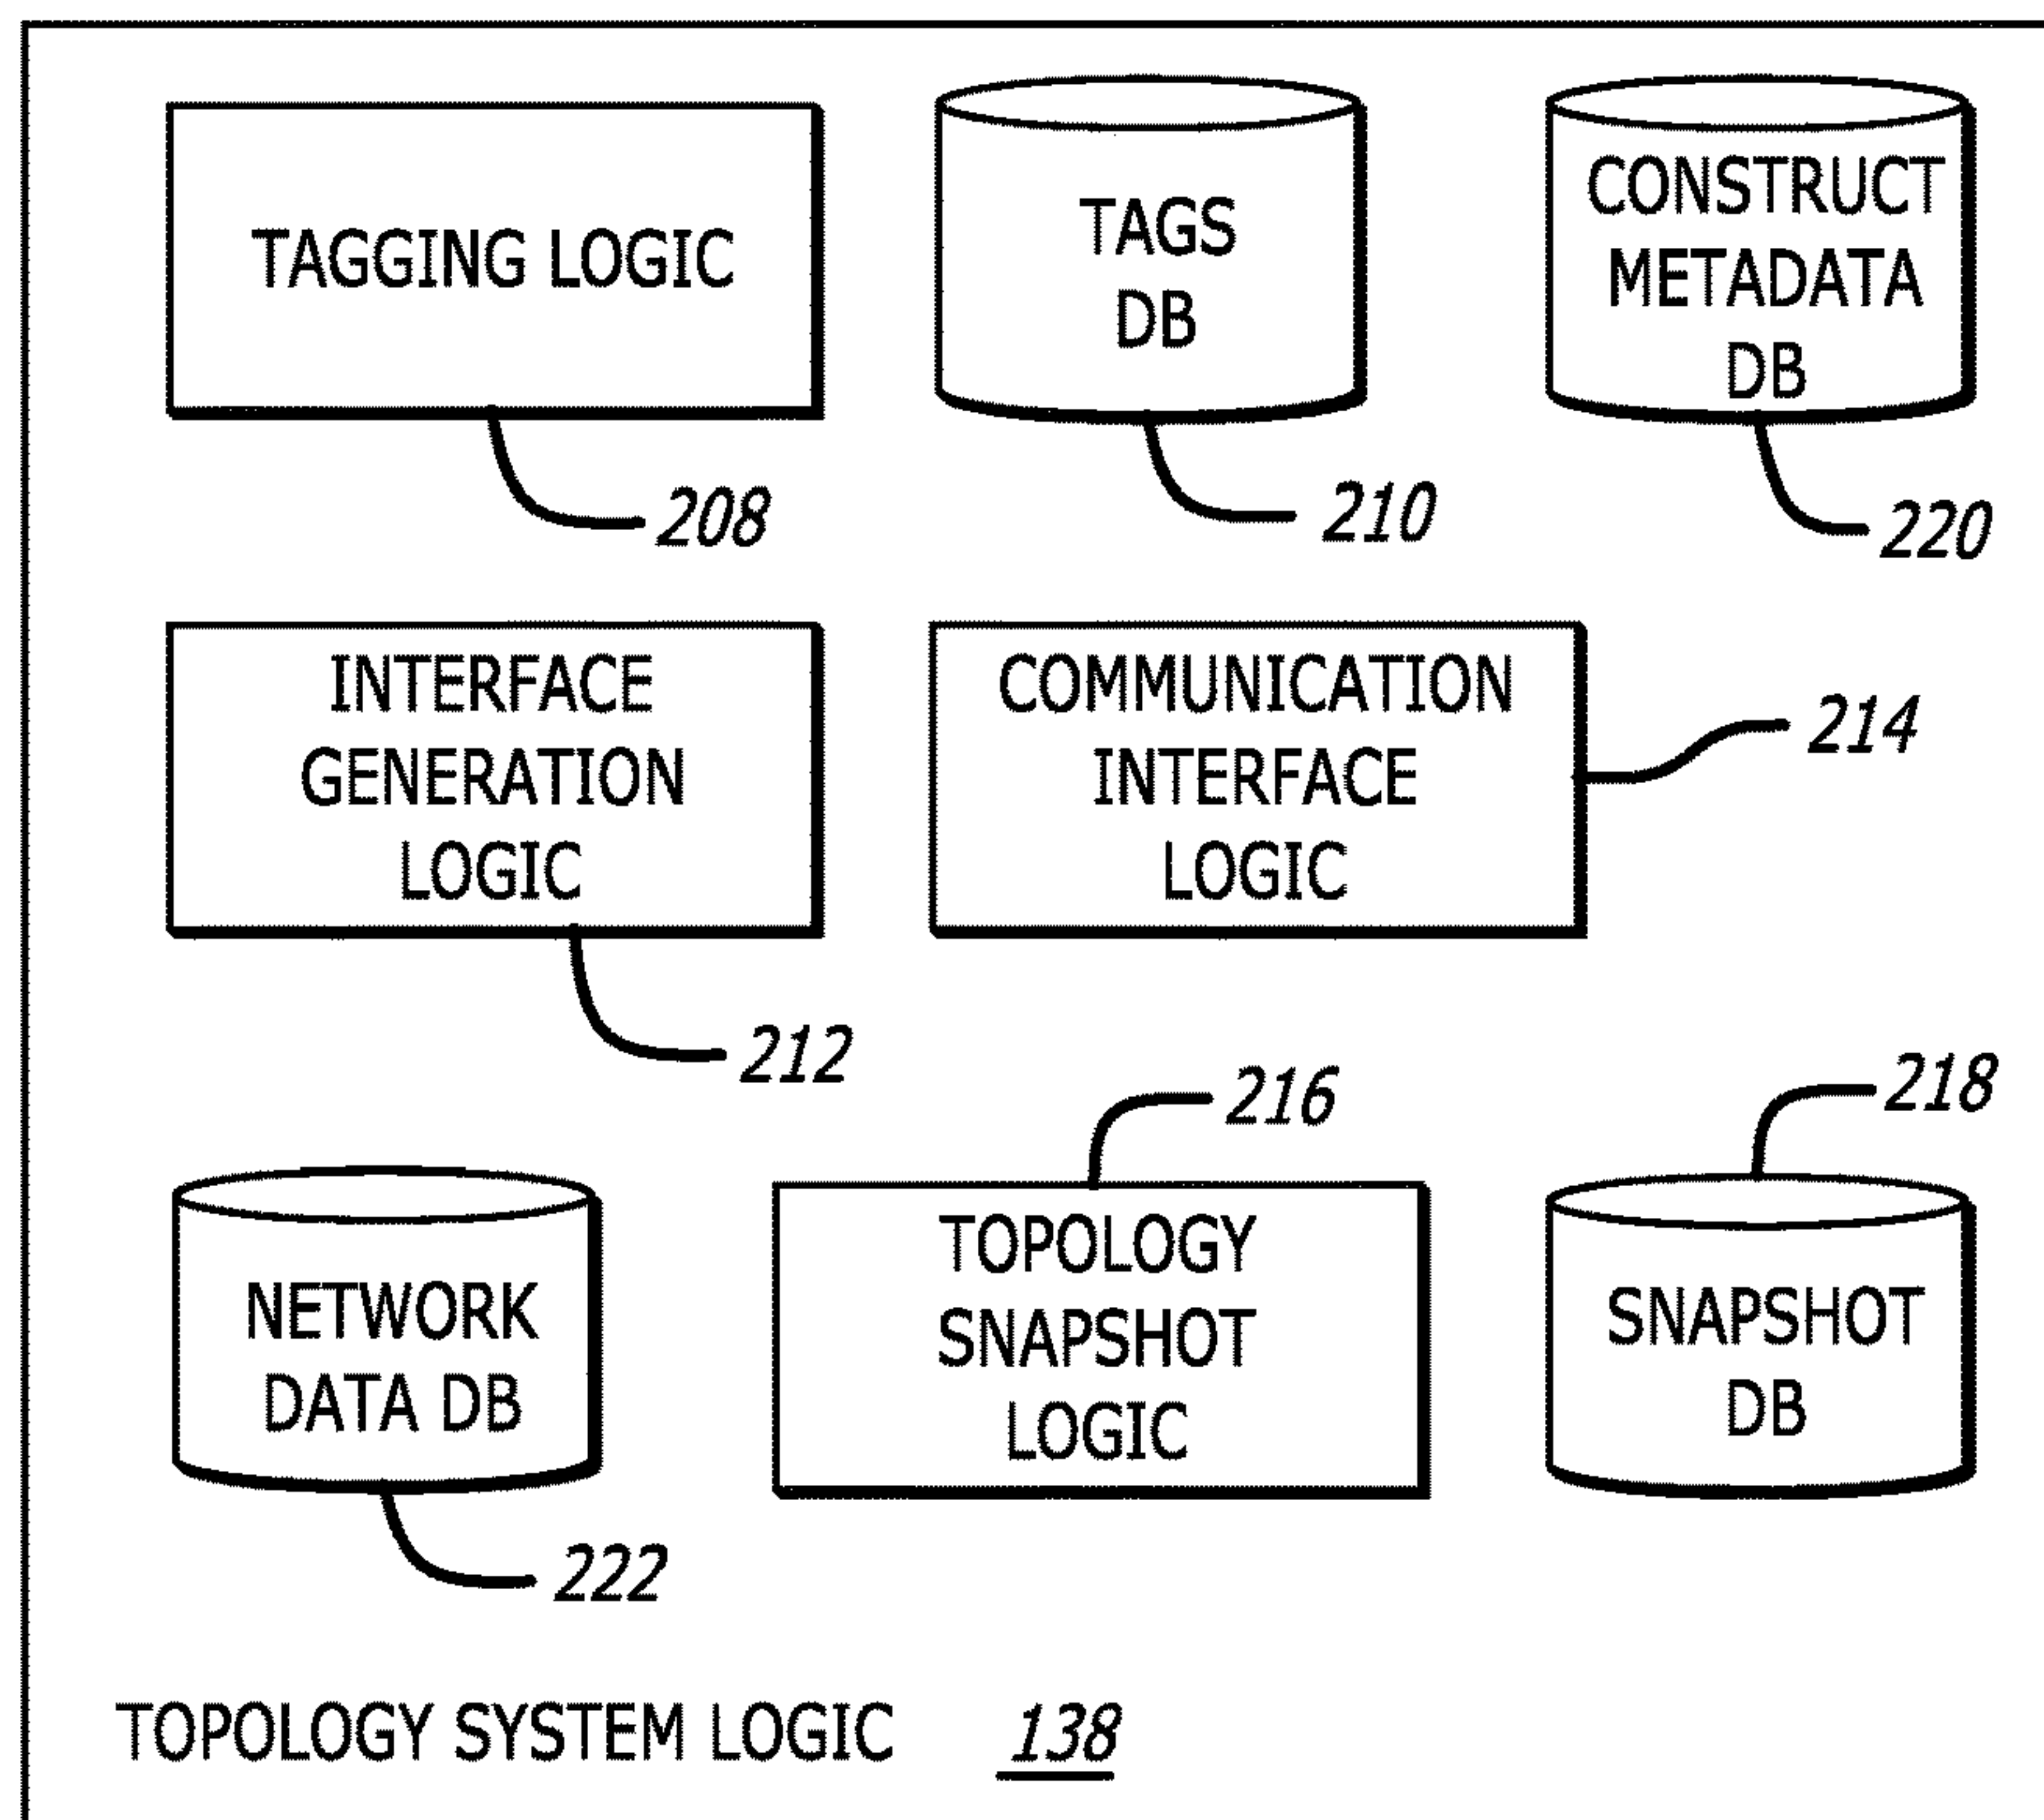 TAGGING LOGIC
208
TAGS
DB
210
CONSTRUCT
METADATA
DB
220
INTERFACE
GENERATION
LOGIC
212
COMMUNICATION
INTERFACE
LOGIC
214
NETWORK
DATA DB
222
216
TOPOLOGY
SNAPSHOT
LOGIC
218
SNAPSHOT
DB
TOPOLOGY SYSTEM LOGIC 138